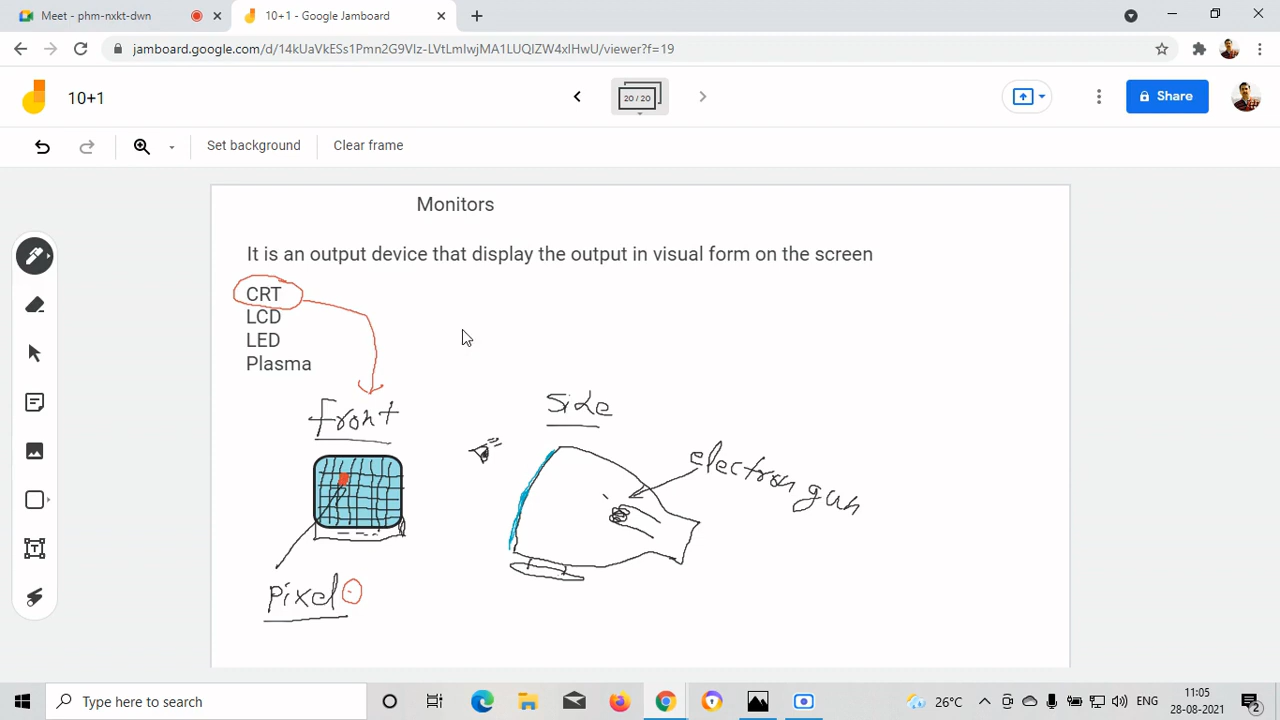 Meet - phm-nxkt-dwn
10+1 - Google Jamboard
jamboard.google.com/d/14kUaVkESs1Pmn2G9VIz-LVtLmIwjMA1LUQIZW4xlHwU/viewer?f=19
10+1
20 / 20
Share
Set background
Clear frame
Monitors
It is an output device that display the output in visual form on the screen
CRT
LCD
LED
Plasma
Front
Side
electron gun
Pixel
Type here to search
26°C
ENG
11:05
28-08-2021
2